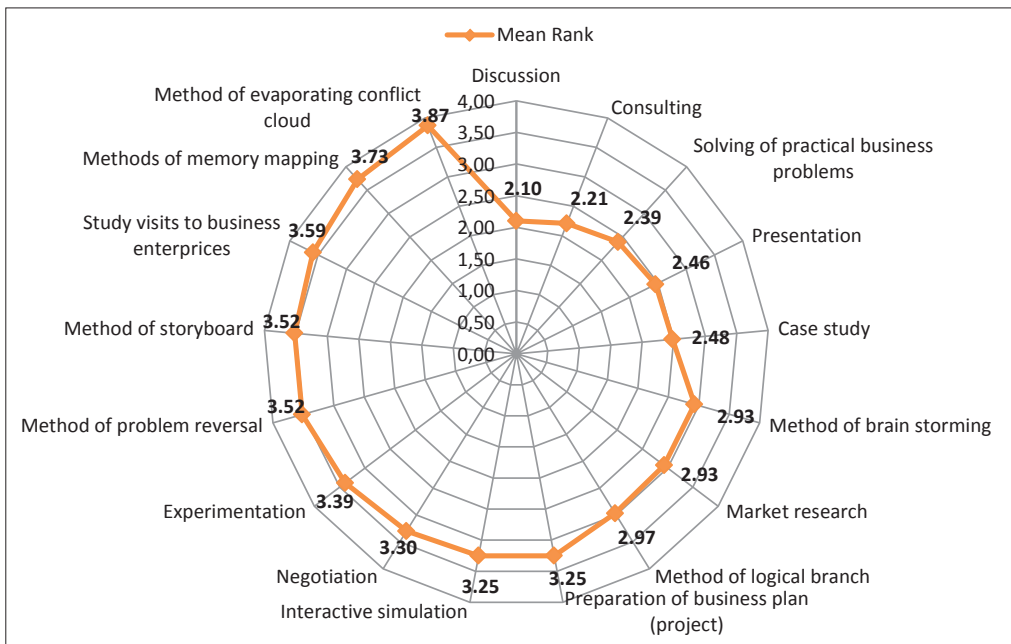 Mean Rank
Discussion
Consulting
Solving of practical business
problems
Presentation
Case study
Method of brain storming
Market research
Method of logical branch
Preparation of business plan
(project)
Interactive simulation
Negotiation
Experimentation
Method of problem reversal
Method of storyboard
Study visits to business
enterprices
Methods of memory mapping
Method of evaporating conflict
cloud
4,00
3,50
3,00
2,50
2,00
1,50
1,00
0,50
0,00
2.10
2.21
2.39
2.46
2.48
2.93
2.93
2.97
3.25
3.25
3.30
3.39
3.52
3.52
3.59
3.73
3.87